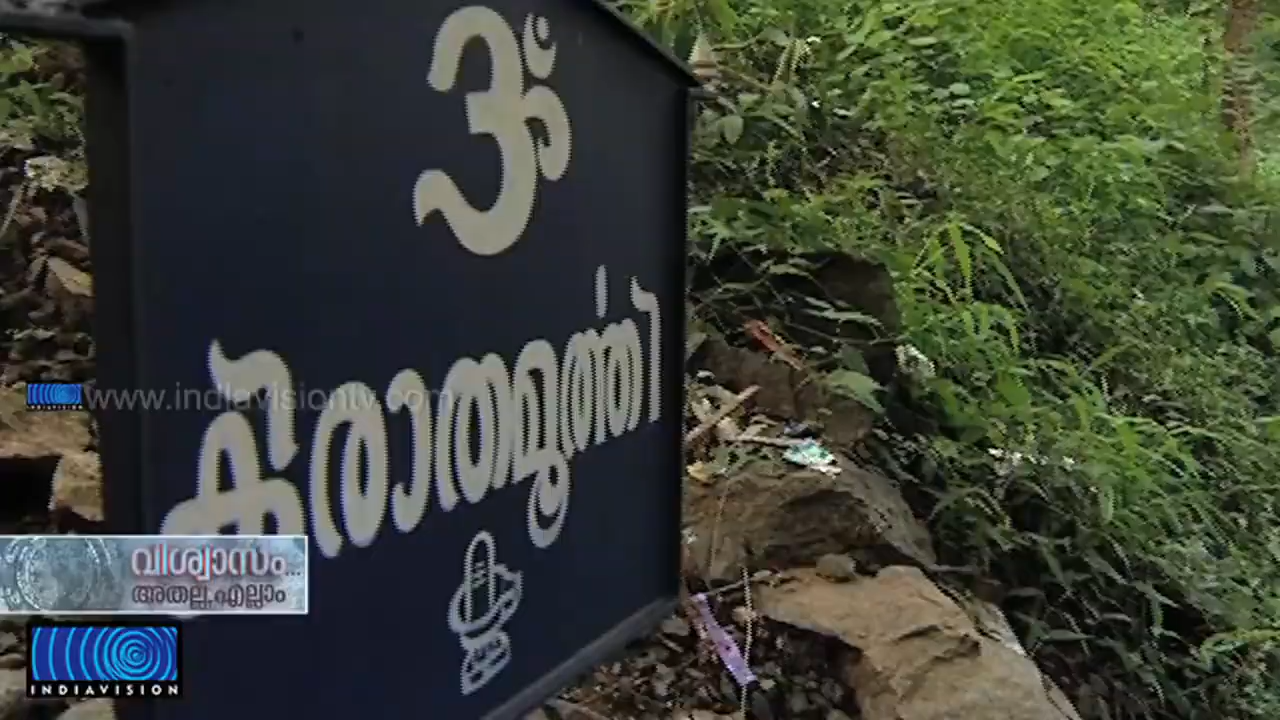 ॐ
കിരാതമൂർത്തി
www.indiavisiontv.com
വിശ്വാസം...
അതല്ല, എല്ലാം
INDIAVISION